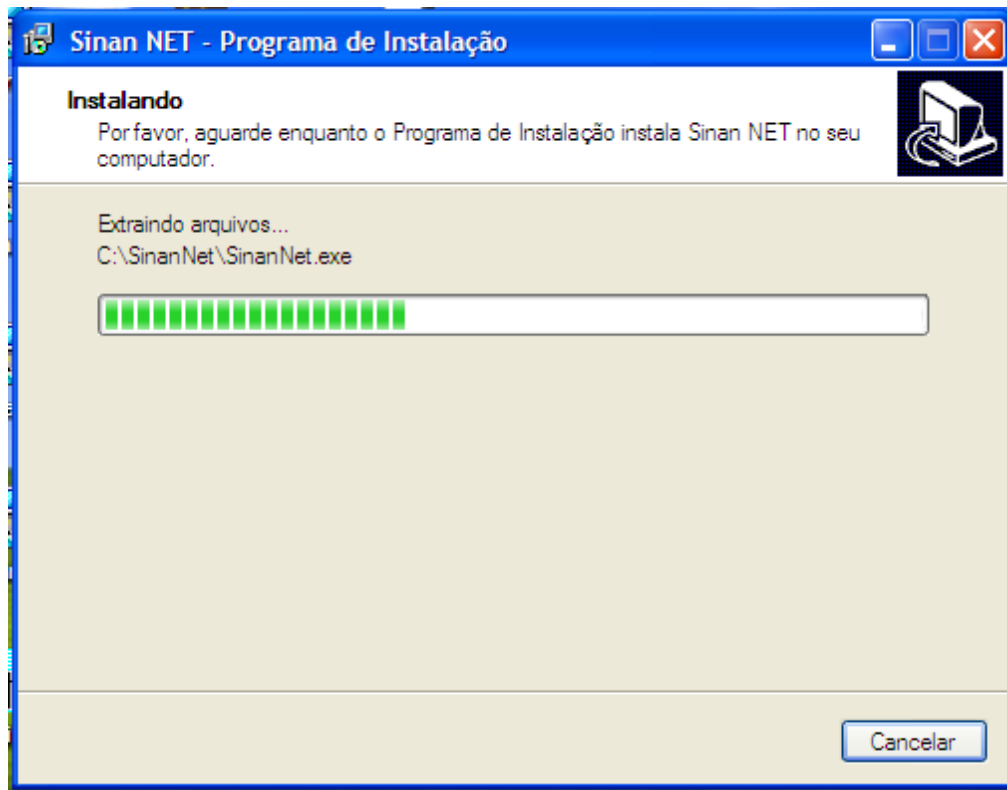 Sinan NET - Programa de Instalação
Instalando
Por favor, aguarde enquanto o Programa de Instalação instala Sinan NET no seu
computador.
Extraindo arquivos...
C:\SinanNet\SinanNet.exe
Cancelar